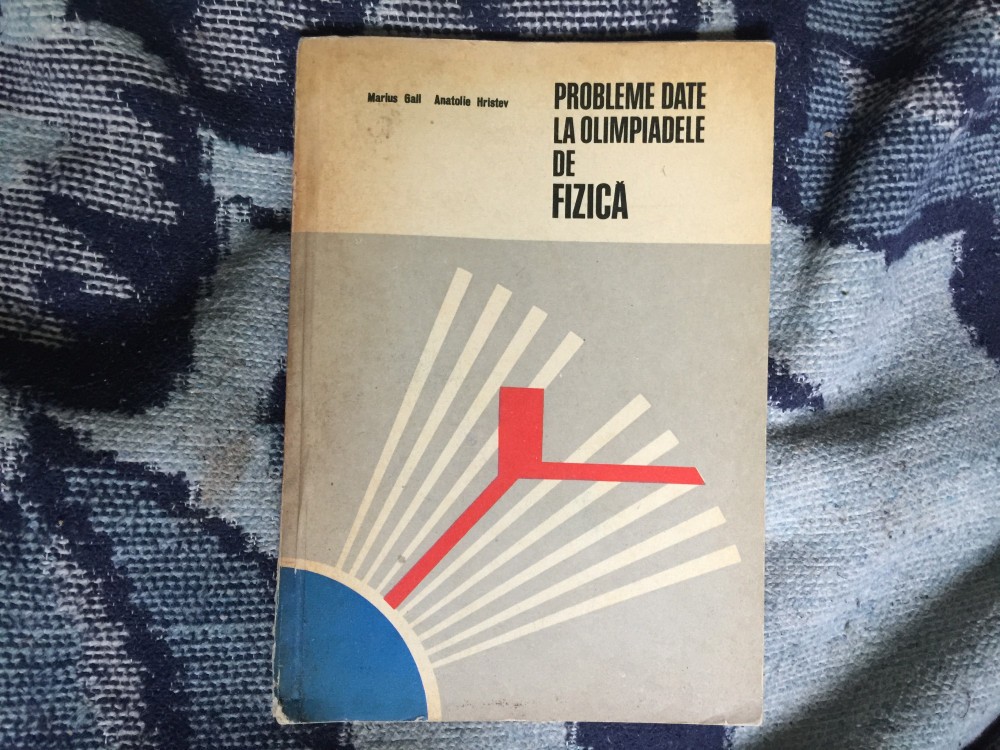 Marius Gall Anatolie Hristev
PROBLEME DATE
LA OLIMPIADELE
DE
FIZICĂ